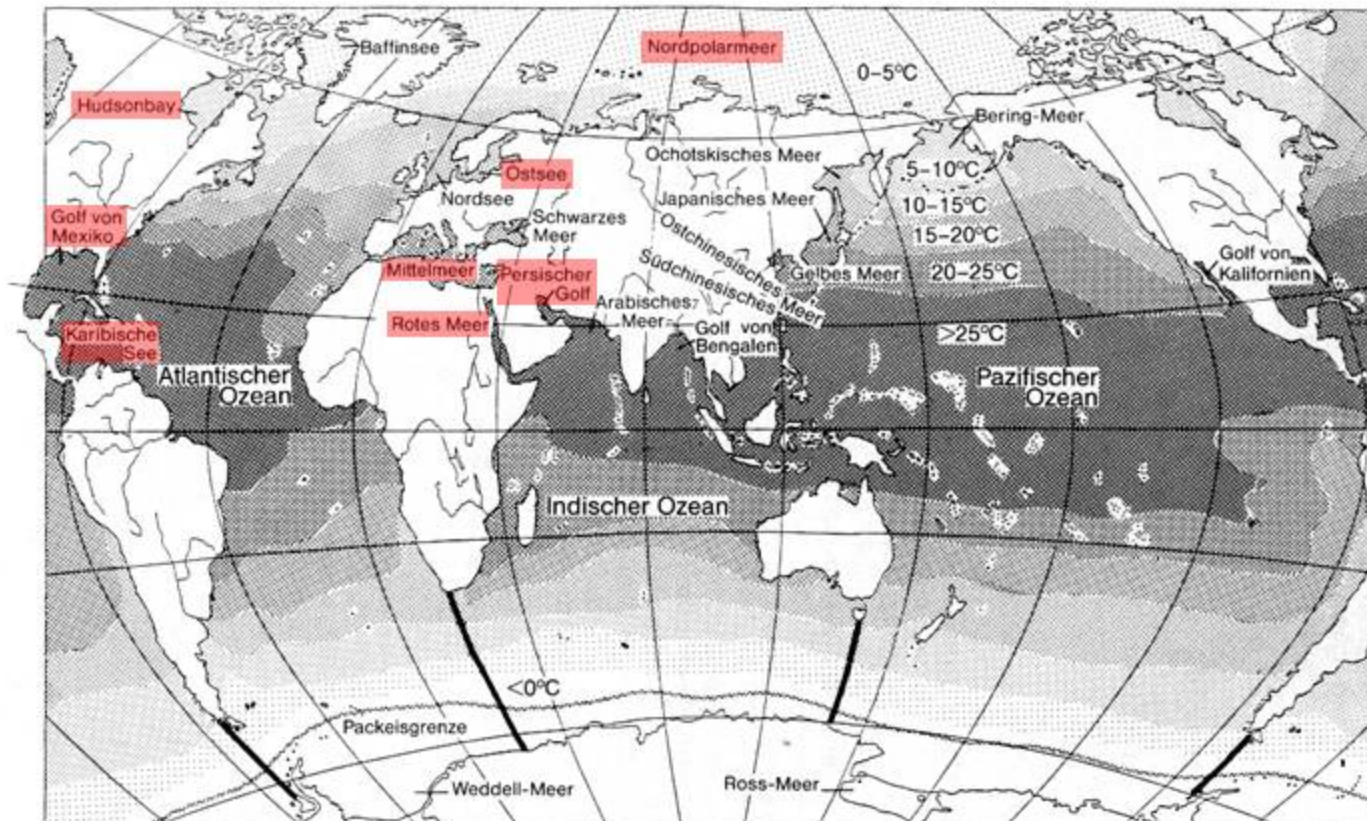 Nordpolarmeer
Baffinsee
0–5°C
Hudsonbay
Bering-Meer
Ochotskisches Meer
5–10°C
Ostsee
Nordsee
Japanisches Meer
10–15°C
Golf von
Mexiko
Schwarzes
Meer
Ostchinesisches Meer
15–20°C
Südchinesisches Meer
Mittelmeer
Persischer
Golf
Gelbes Meer
20–25°C
Golf von
Kalifornien
Arabisches
Meer
Rotes Meer
Golf von
Bengalen
>25°C
Karibische
See
Atlantischer
Ozean
Pazifischer
Ozean
Indischer Ozean
<0°C
Packeisgrenze
Weddell-Meer
Ross-Meer